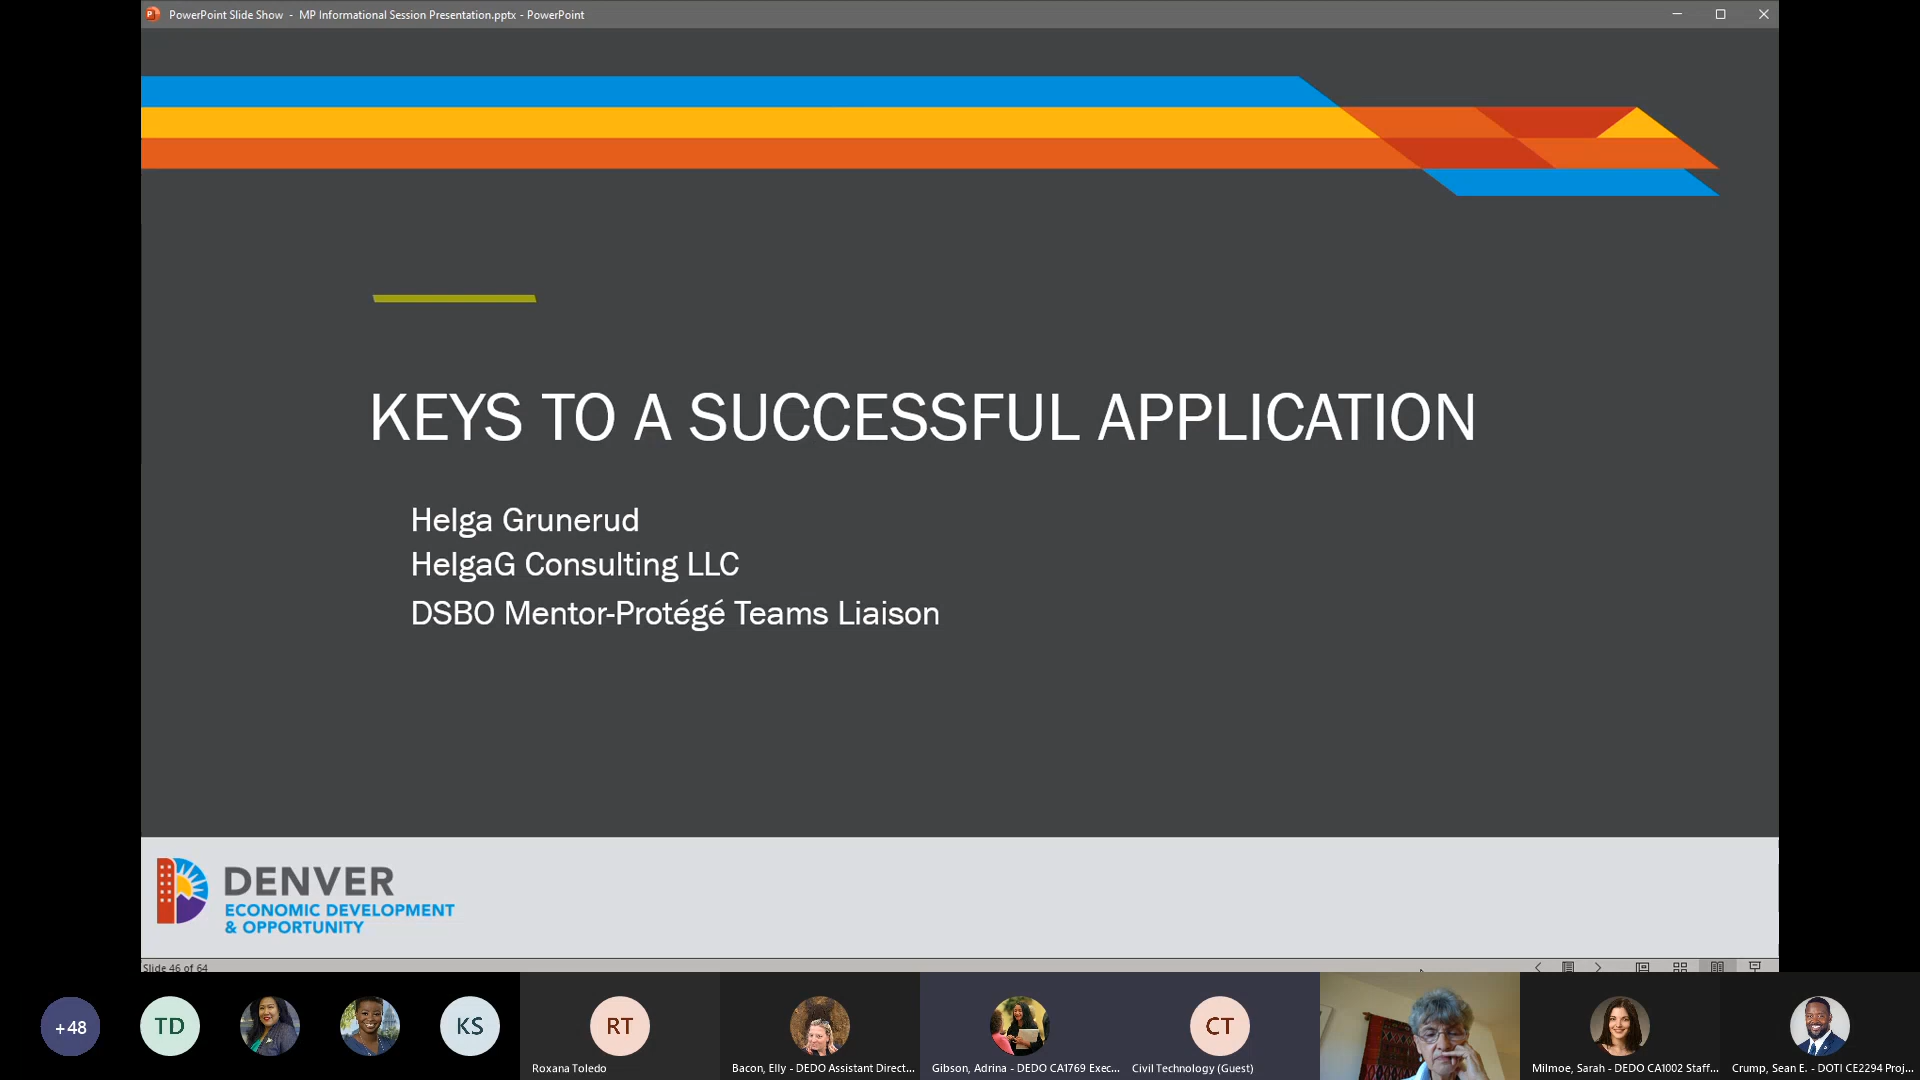 PowerPoint Slide Show - MP Informational Session Presentation.pptx - PowerPoint
KEYS TO A SUCCESSFUL APPLICATION
Helga Grunerud
HelgaG Consulting LLC
DSBO Mentor-Protégé Teams Liaison
DENVER
ECONOMIC DEVELOPMENT
& OPPORTUNITY
Slide 46 of 64
+48
TD
KS
RT
CT
Roxana Toledo
Bacon, Elly - DEDO Assistant Direct...
Gibson, Adrina - DEDO CA1769 Exec...
Civil Technology (Guest)
Milmoe, Sarah - DEDO CA1002 Staff...
Crump, Sean E. - DOTI CE2294 Proj...